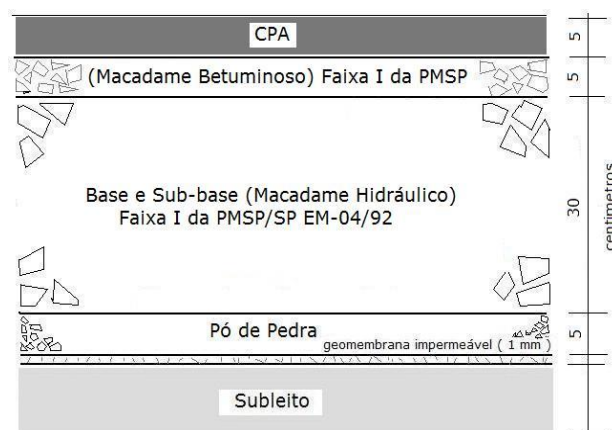 CPA
5
(Macadame Betuminoso) Faixa I da PMSP
5
Base e Sub-base (Macadame Hidráulico)
Faixa I da PMSP/SP EM-04/92
30
centimetros
Pó de Pedra
5
geomembrana impermeável ( 1 mm )
Subleito